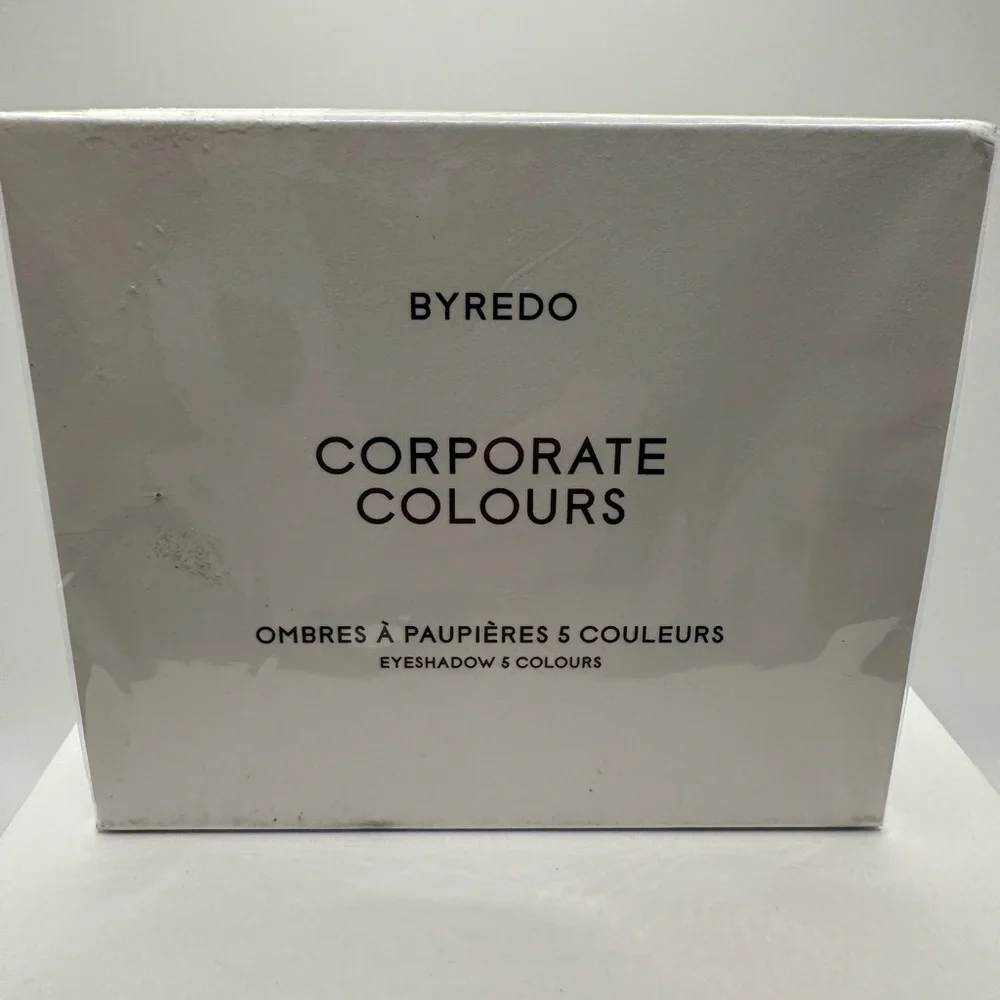 BYREDO
CORPORATE
COLOURS
OMBRES À PAUPIÈRES 5 COULEURS
EYESHADOW 5 COLOURS